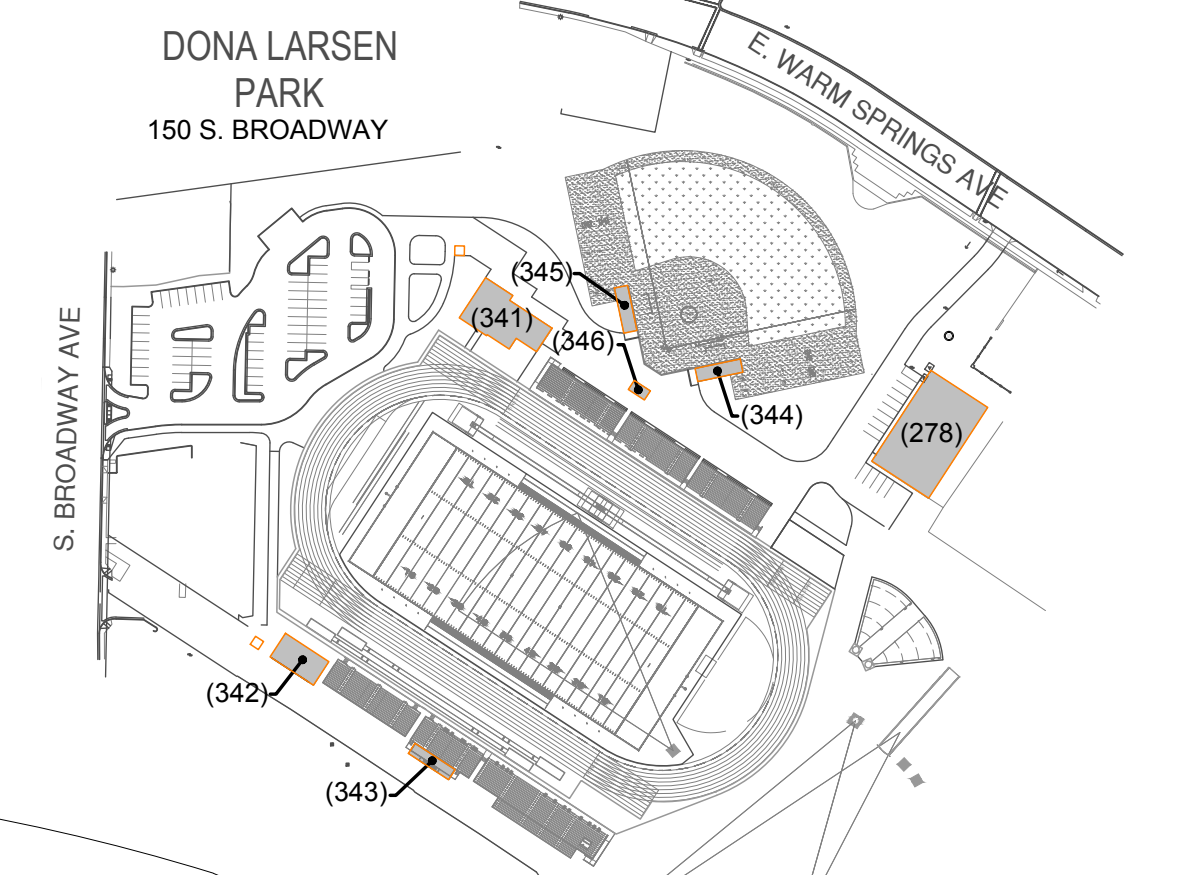 DONA LARSEN
PARK
150 S. BROADWAY
E. WARM SPRINGS AVE
S. BROADWAY AVE
(345)
(341)
(346)
(344)
(278)
(342)
(343)